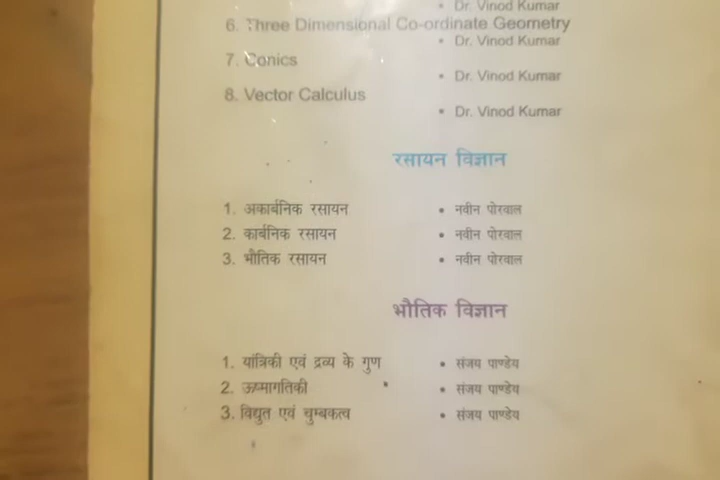 • Dr. Vinod Kumar
6. Three Dimensional Co-ordinate Geometry
• Dr. Vinod Kumar
7. Conics
• Dr. Vinod Kumar
8. Vector Calculus
• Dr. Vinod Kumar
रसायन विज्ञान
1. अकार्बनिक रसायन • नवीन पोरवाल
2. कार्बनिक रसायन • नवीन पोरवाल
3. भौतिक रसायन • नवीन पोरवाल
भौतिक विज्ञान
1. यांत्रिकी एवं द्रव्य के गुण • संजय पाण्डेय
2. ऊष्मागतिकी • संजय पाण्डेय
3. विद्युत एवं चुम्बकत्व • संजय पाण्डेय